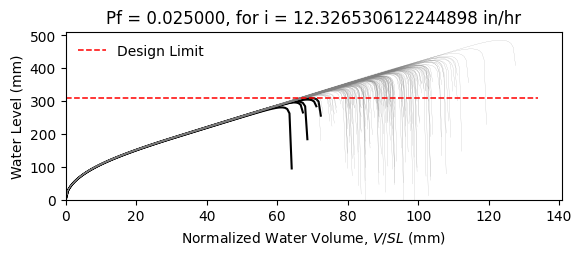 Pf = 0.025000, for i = 12.326530612244898 in/hr
Design Limit
Water Level (mm)
500
400
300
200
100
0
0 20 40 60 80 100 120 140
Normalized Water Volume, V/SL (mm)